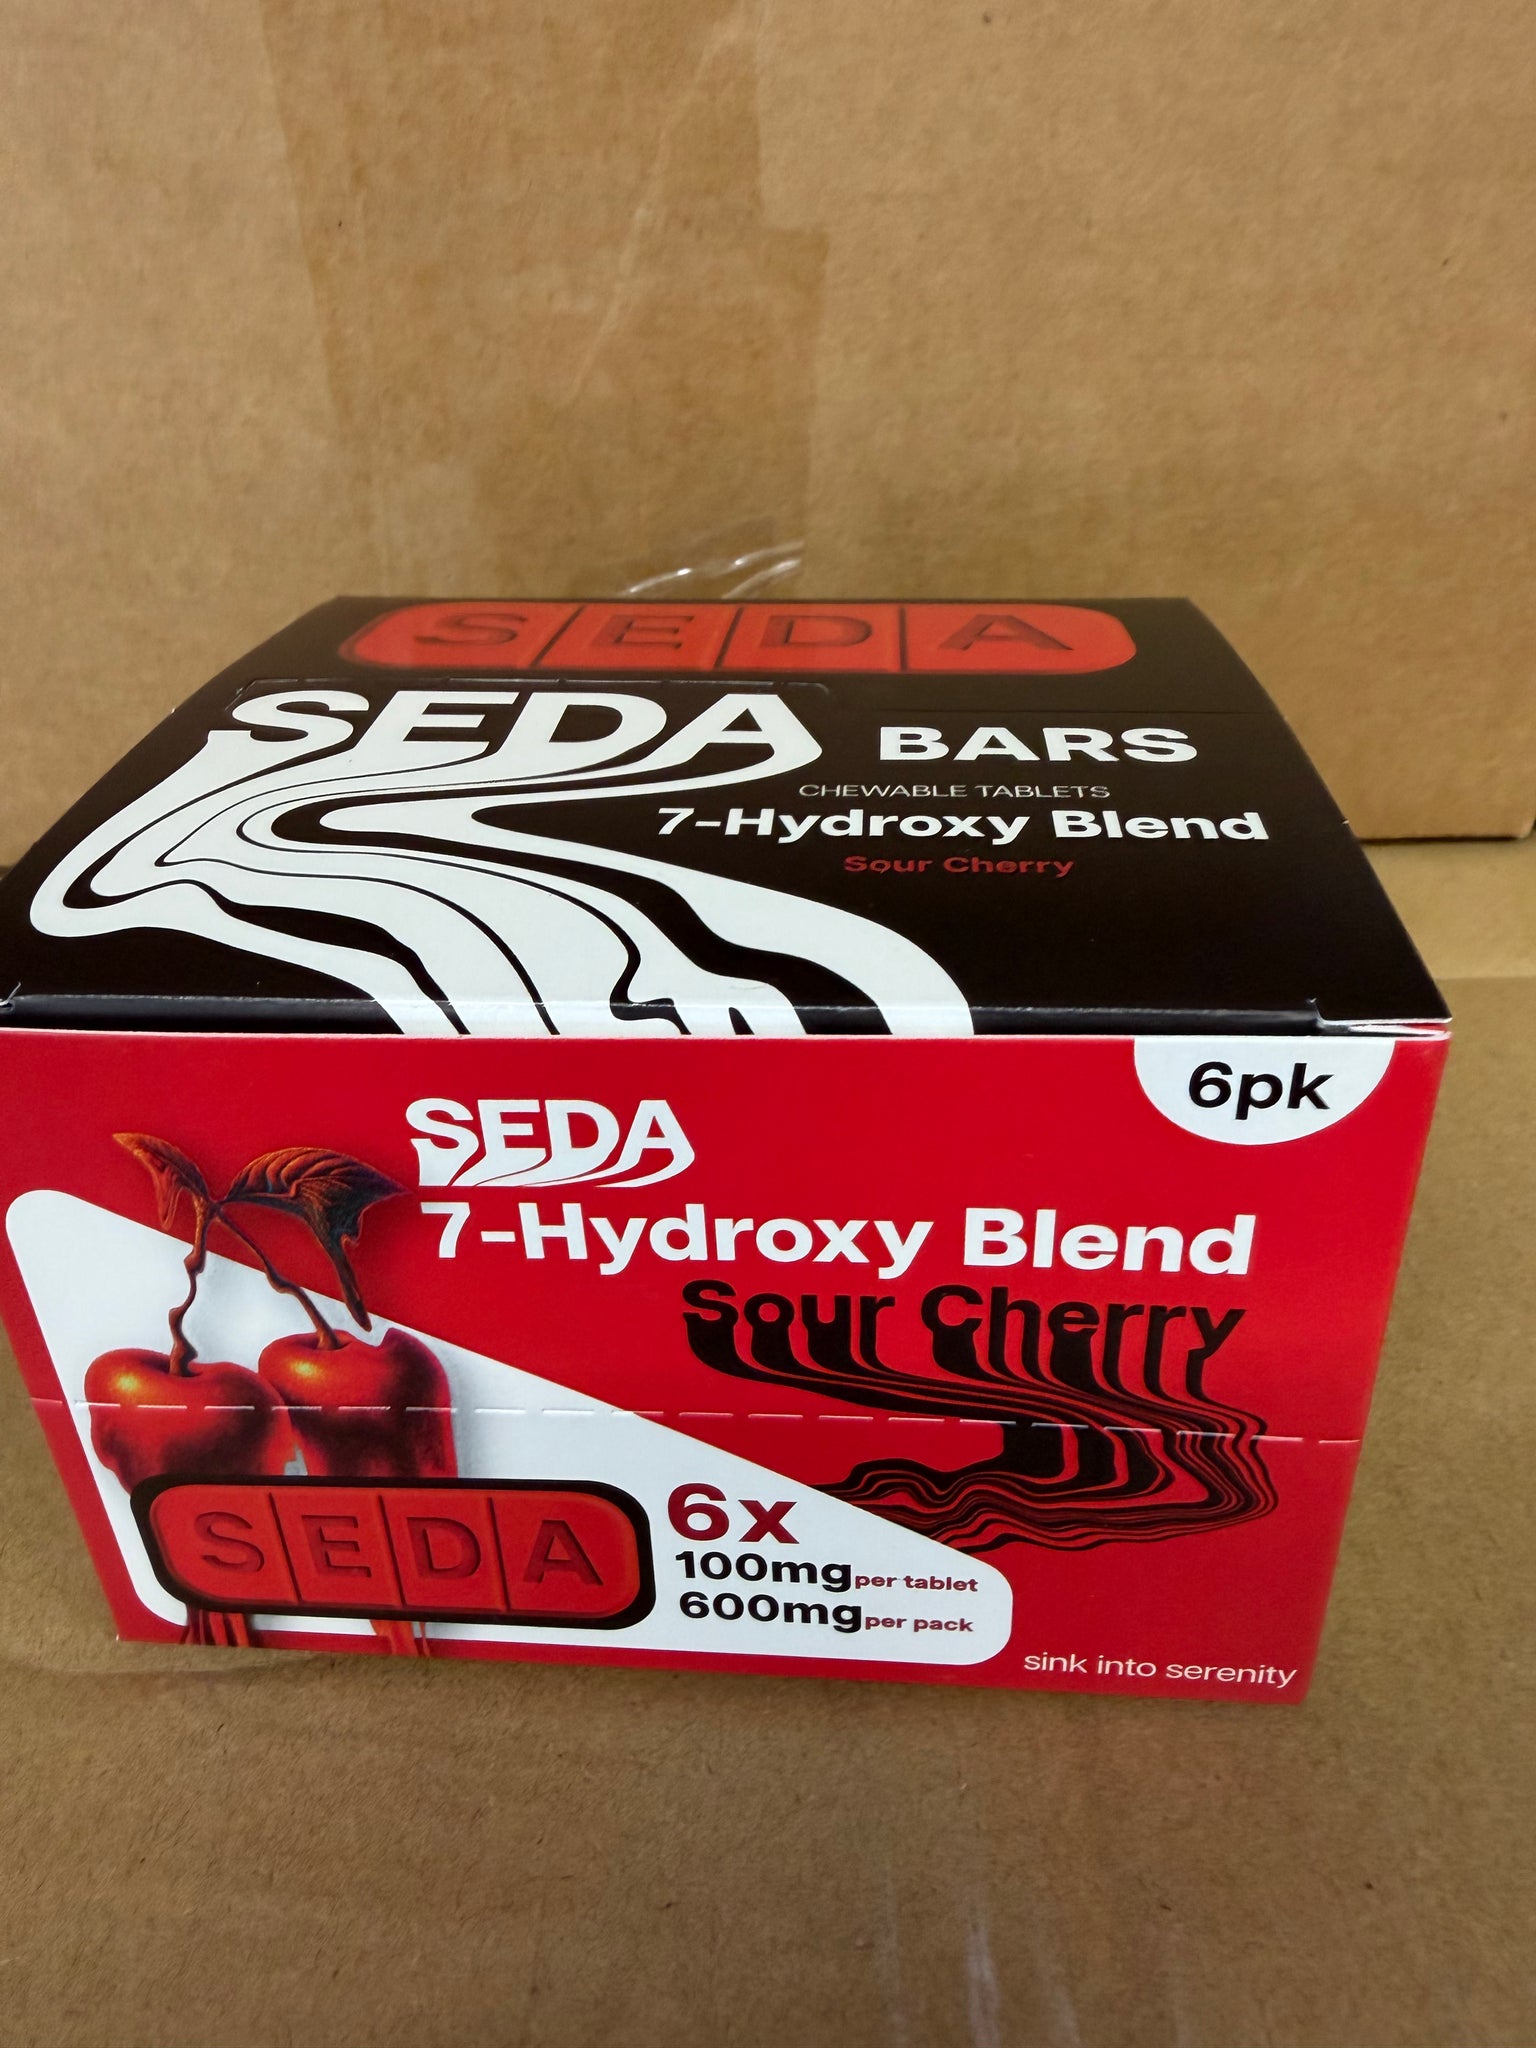 SEDA
SEDA BARS
CHEWABLE TABLETS
7-Hydroxy Blend
Sour Cherry
6pk
SEDA
7-Hydroxy Blend
Sour Cherry
SEDA
6x
100mg per tablet
600mg per pack
sink into serenity